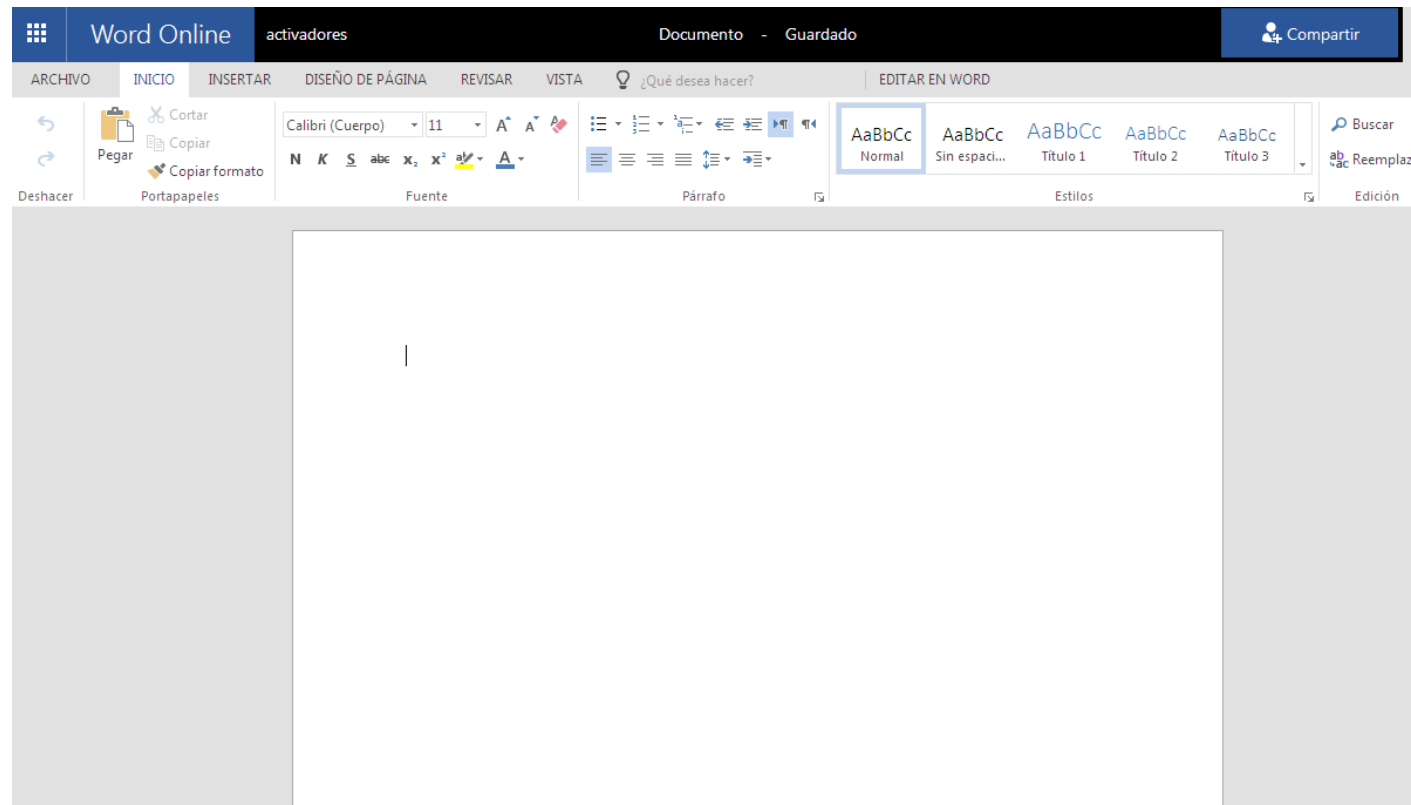 Word Online activadores Documento - Guardado Compartir
ARCHIVO INICIO INSERTAR DISEÑO DE PÁGINA REVISAR VISTA ¿Qué desea hacer? EDITAR EN WORD
Pegar
Cortar
Copiar
Copiar formato
Calibri (Cuerpo) 11
N K S abc x₂ x² A
AaBbCc AaBbCc AaBbCc AaBbCc AaBbCc
Normal Sin espaci... Título 1 Título 2 Título 3
Buscar
Reemplaz
Deshacer Portapapeles Fuente Párrafo Estilos Edición